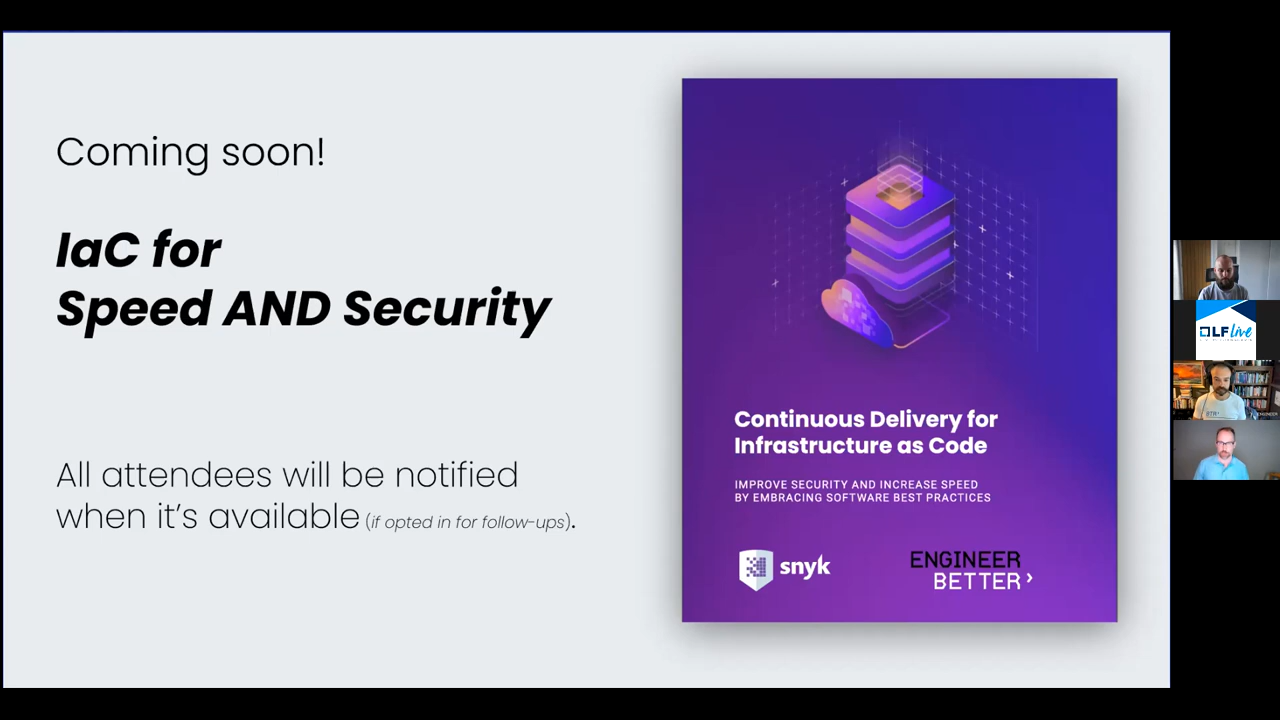 Coming soon!
IaC for
Speed AND Security
All attendees will be notified
when it’s available (if opted in for follow-ups).
Continuous Delivery for
Infrastructure as Code
IMPROVE SECURITY AND INCREASE SPEED
BY EMBRACING SOFTWARE BEST PRACTICES
snyk
ENGINEER
BETTER
LF live